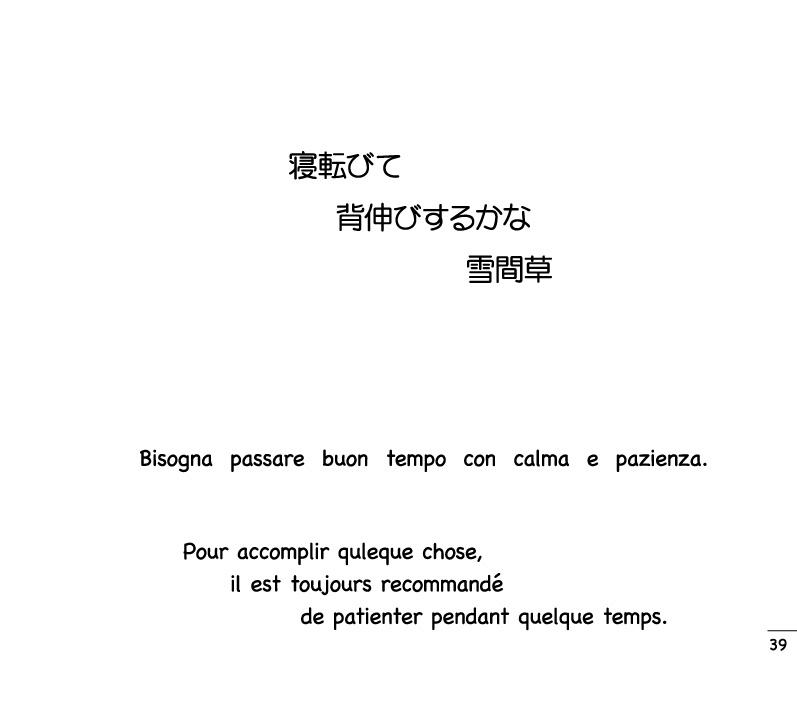 寝転びて
背伸びするかな
雪間草
Bisogna passare buon tempo con calma e pazienza.
Pour accomplir quleque chose,
il est toujours recommandé
de patienter pendant quelque temps.
39